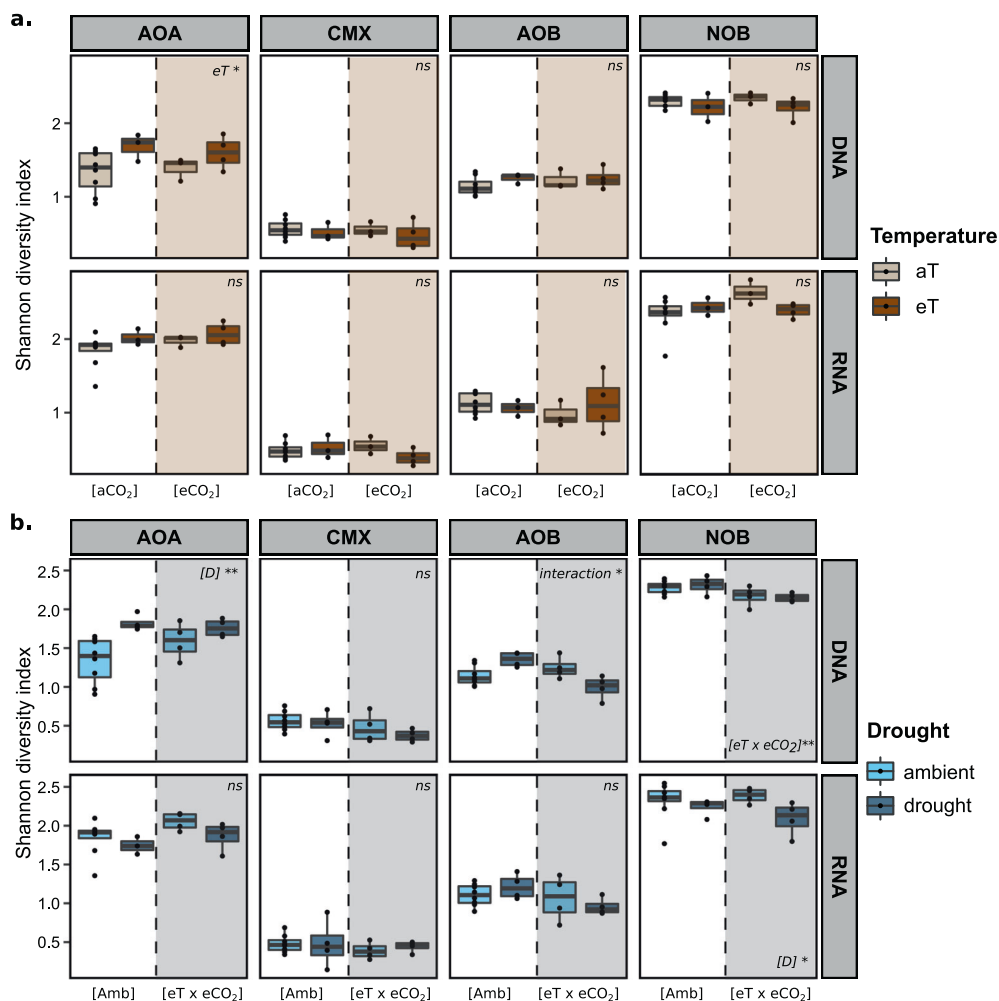 a.
AOA CMX AOB NOB
eT * ns ns ns
DNA
2
1
Shannon diversity index
ns ns ns ns
RNA
2
1
[aCO₂] [eCO₂] [aCO₂] [eCO₂] [aCO₂] [eCO₂] [aCO₂] [eCO₂]
Temperature
aT
eT
b.
AOA CMX AOB NOB
[D] ** ns interaction *
DNA
2.5
2.0
1.5
1.0
0.5
[eT x eCO₂]**
Shannon diversity index
ns ns ns
RNA
2.5
2.0
1.5
1.0
0.5
[D] *
[Amb] [eT x eCO₂] [Amb] [eT x eCO₂] [Amb] [eT x eCO₂] [Amb] [eT x eCO₂]
Drought
ambient
drought